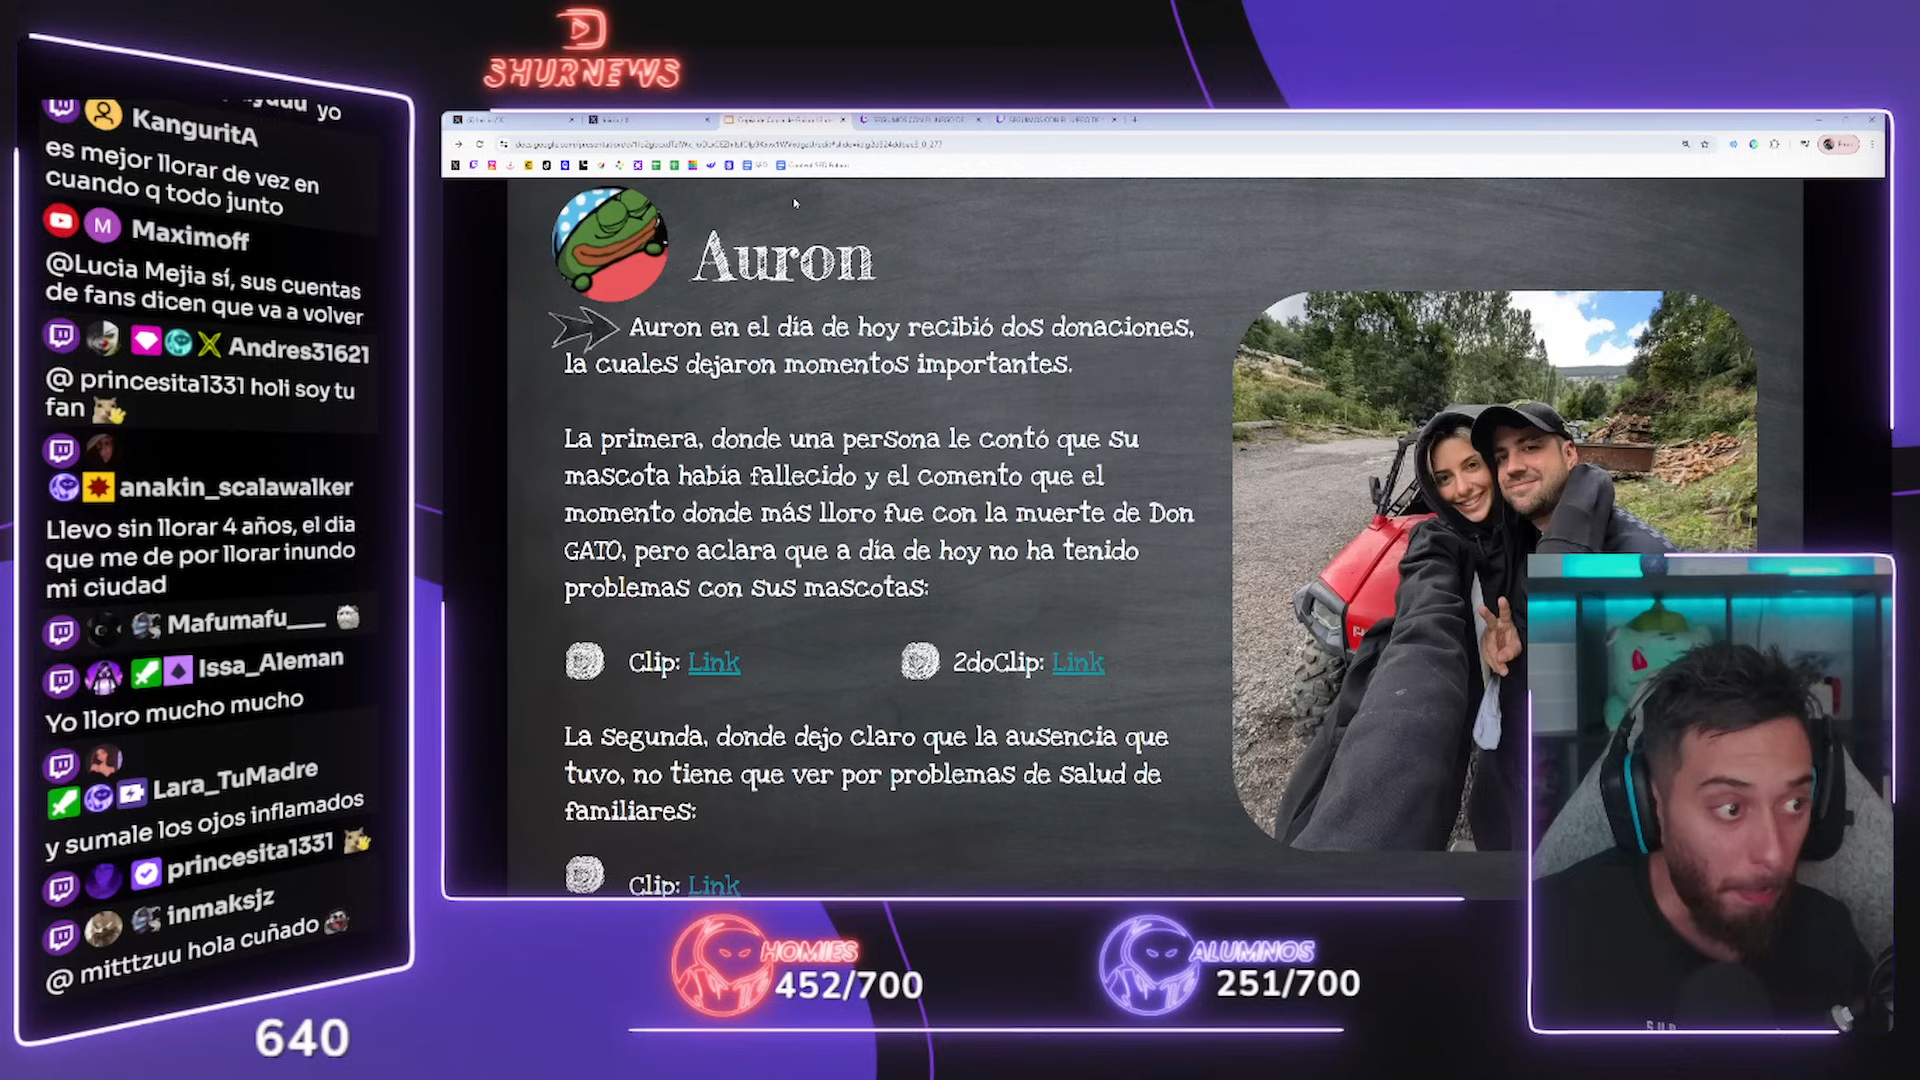 SHURNEWS
yo
KanguritA
es mejor llorar de vez en
cuando q todo junto
M
Maximoff
@Lucia Mejia sí, sus cuentas
de fans dicen que va a volver
Andres31621
@ princesita1331 holi soy tu
fan
anakin_scalawalker
Llevo sin llorar 4 años, el dia
que me de por llorar inundo
mi ciudad
Mafumafu___
Issa_Aleman
Yo lloro mucho mucho
Lara_TuMadre
y sumale los ojos inflamados
princesita1331
inmaksjz
@ mitttzuu hola cuñado
640
Auron
Auron en el día de hoy recibió dos donaciones,
la cuales dejaron momentos importantes.
La primera, donde una persona le contó que su
mascota había fallecido y el comento que el
momento donde más lloro fue con la muerte de Don
GATO, pero aclara que a día de hoy no ha tenido
problemas con sus mascotas:
Clip: Link
2doClip: Link
La segunda, donde dejo claro que la ausencia que
tuvo, no tiene que ver por problemas de salud de
familiares:
Clip: Link
HOMIES
452/700
ALUMNOS
251/700